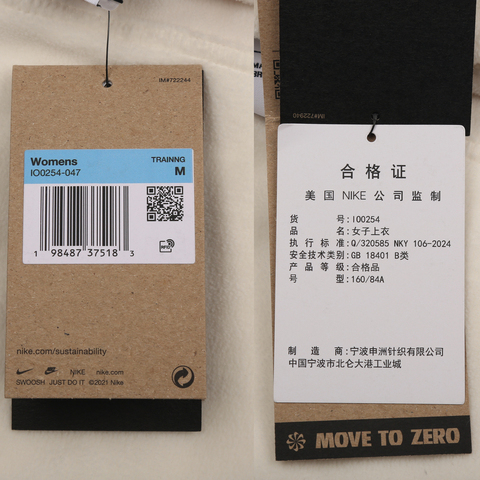 IM#722244
Womens
TRAINNG
IO0254-047
M
RFID
1 98487 37518 3
nike.com/sustainability
NIKE nike.com
SWOOSH JUST DO IT ©2021 Nike
IM#722940
合格证
美国 NIKE 公司监制
货 号:IO0254
品 名:女子上衣
执行标准:Q/320585 NKY 106-2024
安全技术类别:GB 18401 B类
产品等级:合格品
号 型:160/84A
制造商:宁波申洲针织有限公司
中国宁波市北仑大港工业城
MOVE TO ZERO